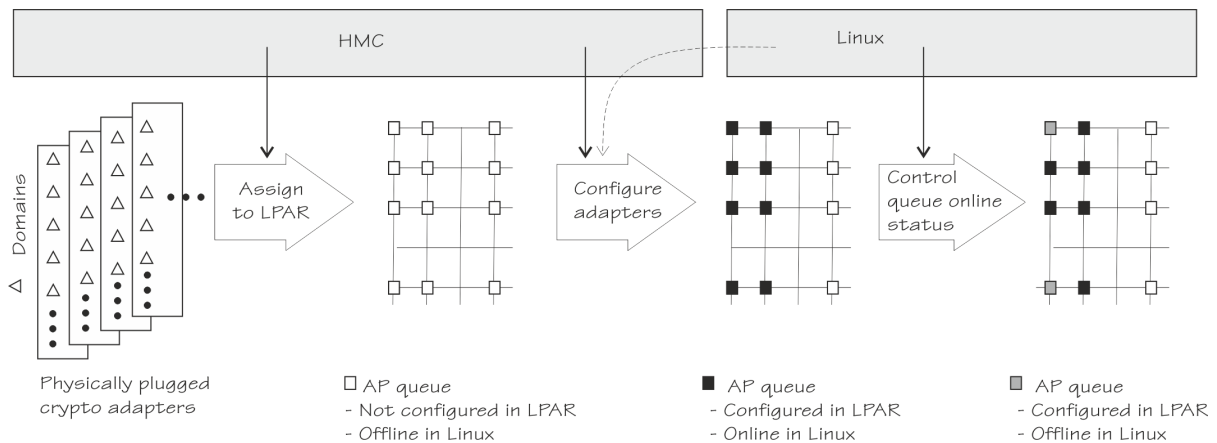 HMC
Linux
Domains
Assign
to LPAR
Configure
adapters
Control
queue online
status
Physically plugged
crypto adapters
AP queue
- Not configured in LPAR
- Offline in Linux
AP queue
- Configured in LPAR
- Online in Linux
AP queue
- Configured in LPAR
- Offline in Linux